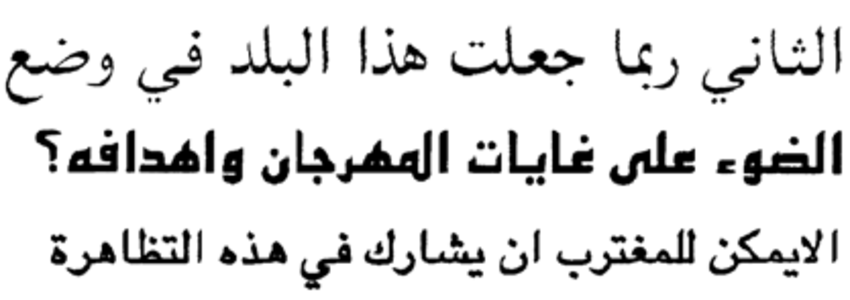 الثاني ربما جعلت هذا البلد في وضع
الضوء على غايات المهرجان واهدافه؟
الايمكن للمغترب ان يشارك في هذه التظاهرة